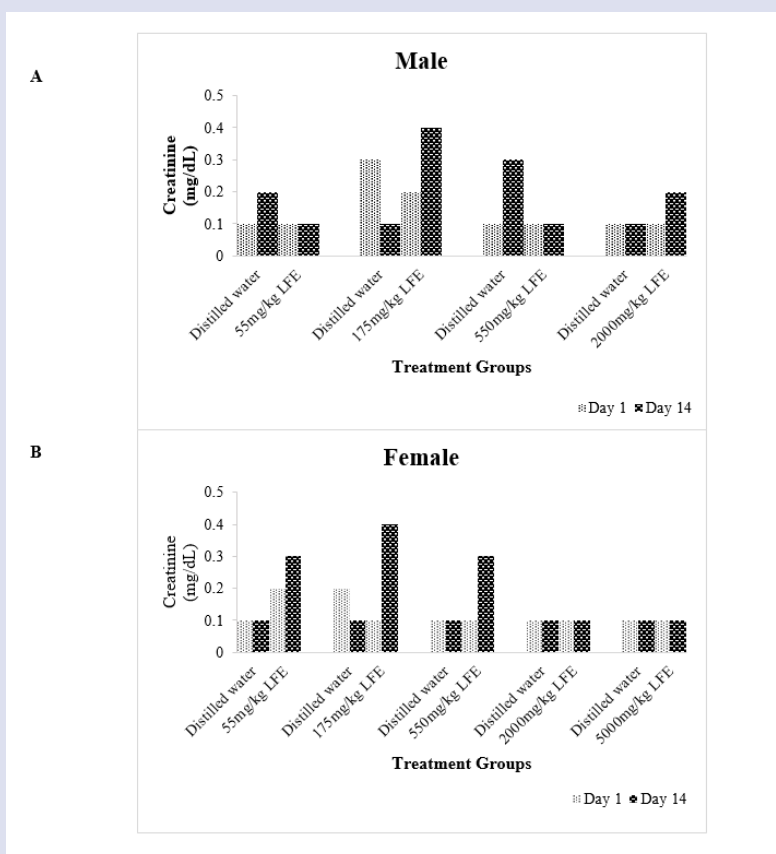 A
Male
Creatinine
(mg/dL)
0.5
0.4
0.3
0.2
0.1
0
Distilled water
55mg/kg LFE
Distilled water
175mg/kg LFE
Distilled water
550mg/kg LFE
Distilled water
2000mg/kg LFE
Treatment Groups
Day 1 Day 14
B
Female
Creatinine
(mg/dL)
0.5
0.4
0.3
0.2
0.1
0
Distilled water
55mg/kg LFE
Distilled water
175mg/kg LFE
Distilled water
550mg/kg LFE
Distilled water
2000mg/kg LFE
Distilled water
5000mg/kg LFE
Treatment Groups
Day 1 Day 14